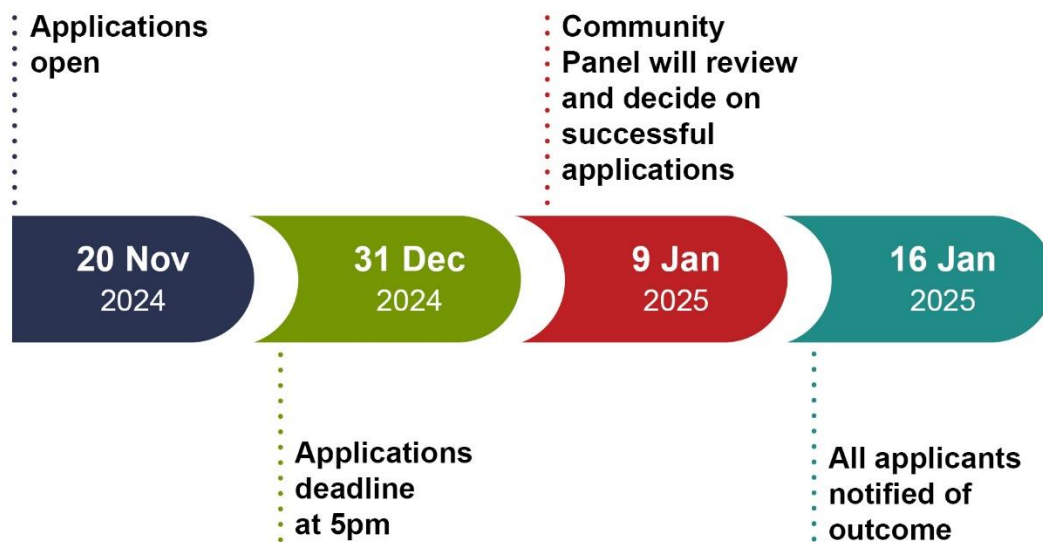 Applications
open
Community
Panel will review
and decide on
successful
applications
20 Nov
2024
31 Dec
2024
9 Jan
2025
16 Jan
2025
Applications
deadline
at 5pm
All applicants
notified of
outcome